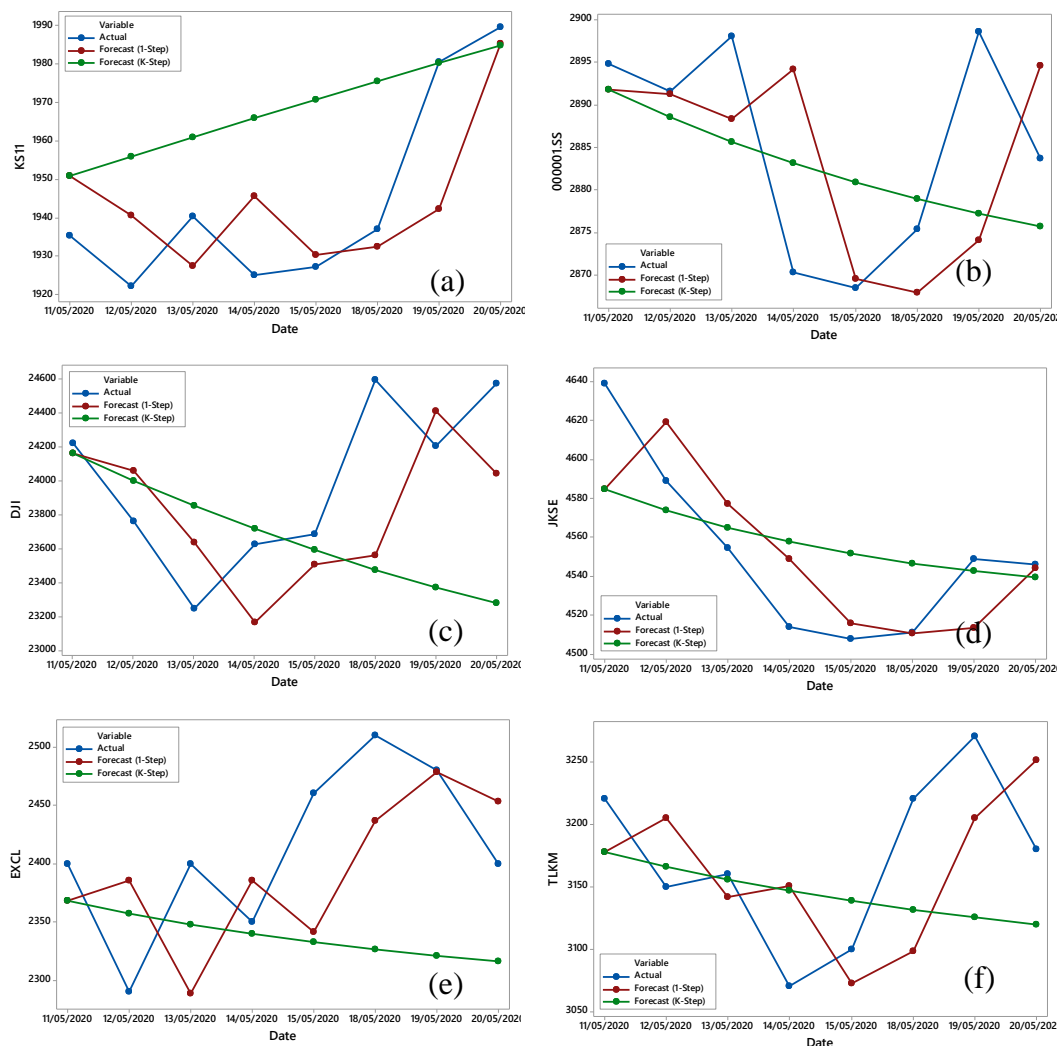 Variable
Actual
Forecast (1-Step)
Forecast (K-Step)
1990
1980
1970
1960
1950
1940
1930
1920
KS11
11/05/2020 12/05/2020 13/05/2020 14/05/2020 15/05/2020 18/05/2020 19/05/2020 20/05/2020
Date
(a)
2900
2895
2890
2885
2880
2875
2870
000001.SS
Variable
Actual
Forecast (1-Step)
Forecast (K-Step)
11/05/2020 12/05/2020 13/05/2020 14/05/2020 15/05/2020 18/05/2020 19/05/2020 20/05/2020
Date
(b)
Variable
Actual
Forecast (1-Step)
Forecast (K-Step)
24600
24400
24200
24000
23800
23600
23400
23200
23000
DJI
11/05/2020 12/05/2020 13/05/2020 14/05/2020 15/05/2020 18/05/2020 19/05/2020 20/05/2020
Date
(c)
4640
4620
4600
4580
4560
4540
4520
4500
JKSE
Variable
Actual
Forecast (1-Step)
Forecast (K-Step)
11/05/2020 12/05/2020 13/05/2020 14/05/2020 15/05/2020 18/05/2020 19/05/2020 20/05/2020
Date
(d)
Variable
Actual
Forecast (1-Step)
Forecast (K-Step)
2500
2450
2400
2350
2300
EXCL
11/05/2020 12/05/2020 13/05/2020 14/05/2020 15/05/2020 18/05/2020 19/05/2020 20/05/2020
Date
(e)
3250
3200
3150
3100
3050
TLKM
Variable
Actual
Forecast (1-Step)
Forecast (K-Step)
11/05/2020 12/05/2020 13/05/2020 14/05/2020 15/05/2020 18/05/2020 19/05/2020 20/05/2020
Date
(f)